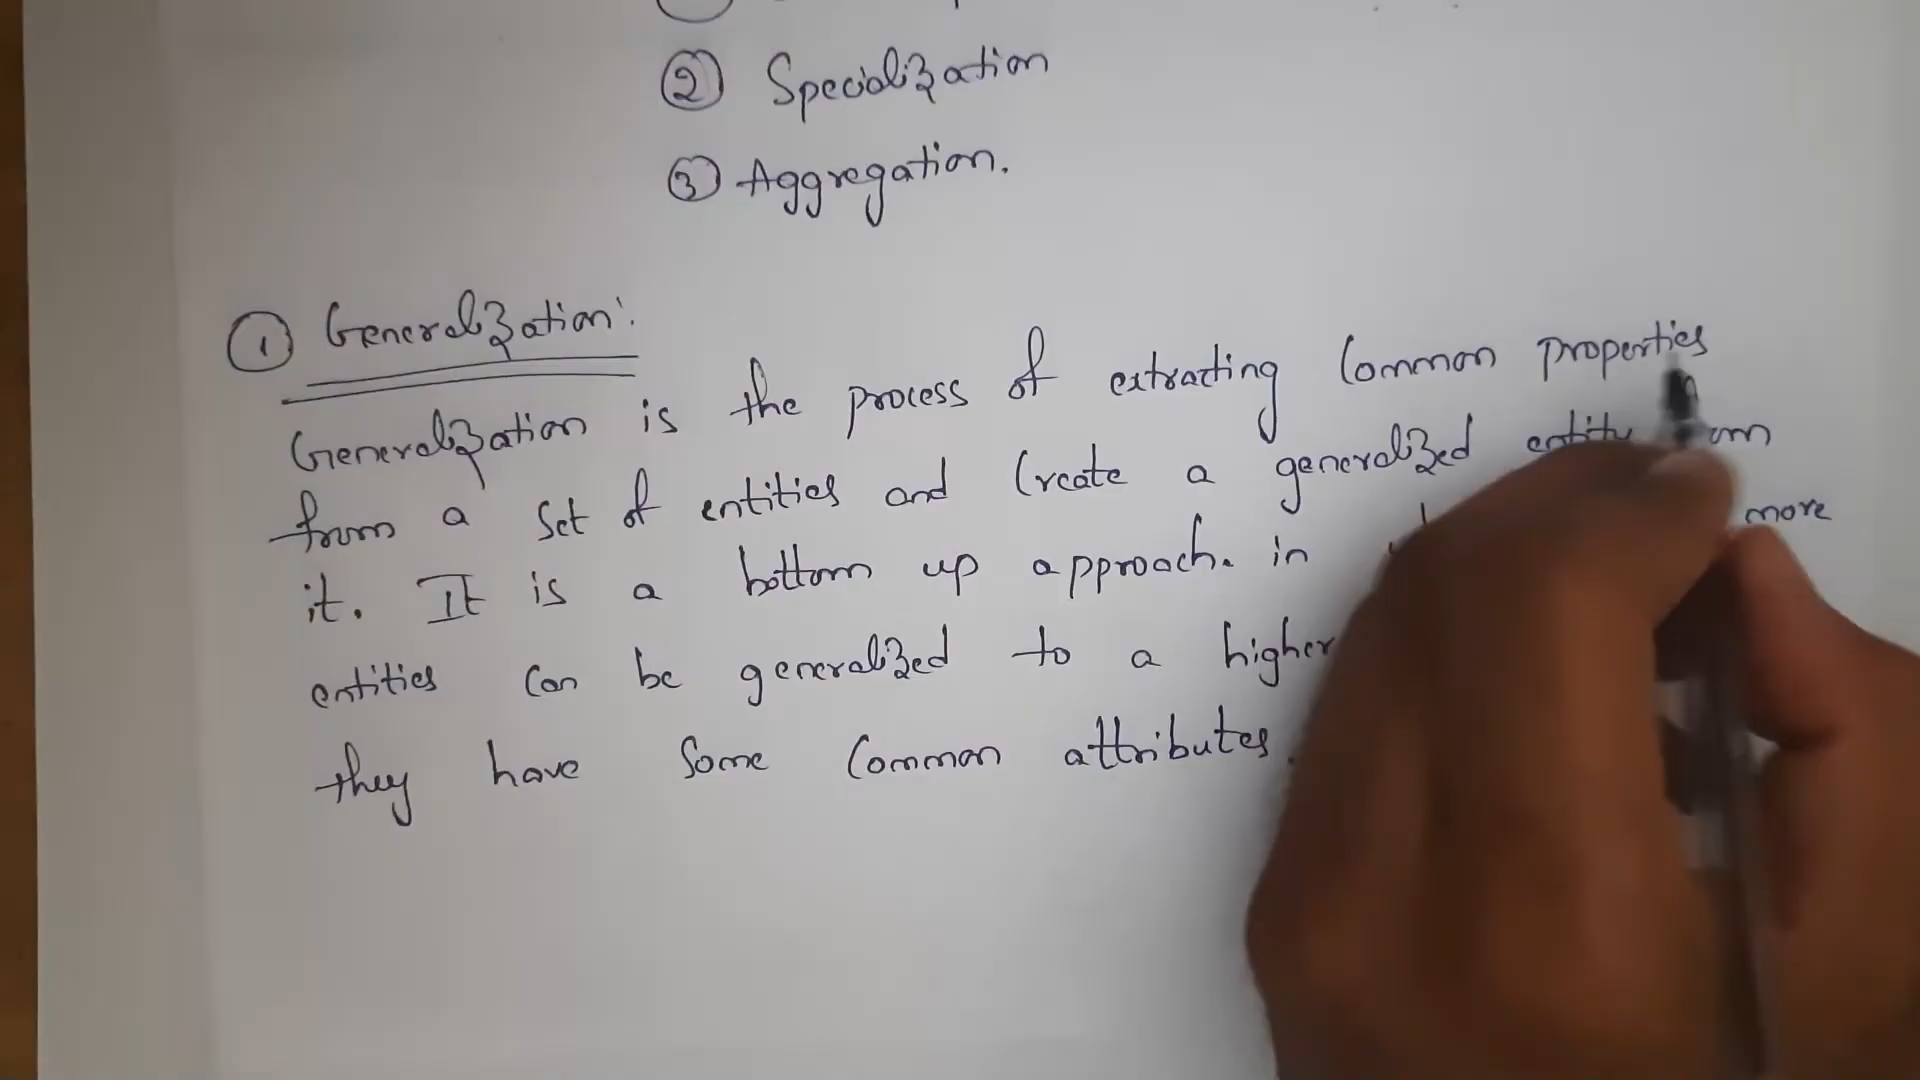 ② Specialization
③ Aggregation.
① Generalization:
Generalization is the process of extracting Common properties
from a set of entities and Create a generalized entity
it. It is a bottom up approach. in more
entities can be generalized to a higher
they have Some Common attributes.